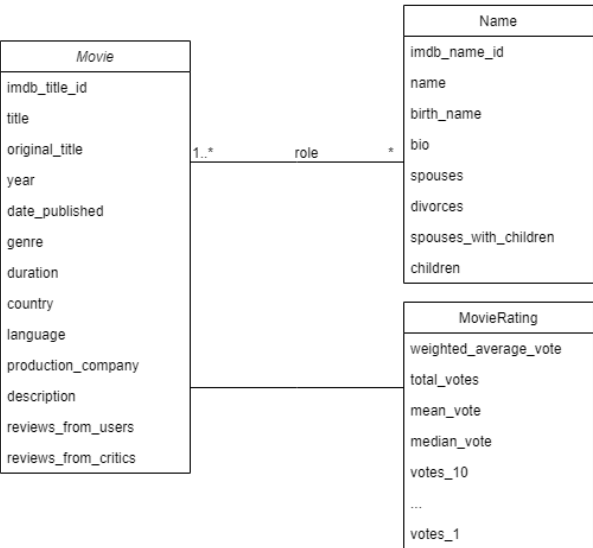 Movie
imdb_title_id
title
original_title
year
date_published
genre
duration
country
language
production_company
description
reviews_from_users
reviews_from_critics
1..*
role
*
Name
imdb_name_id
name
birth_name
bio
spouses
divorces
spouses_with_children
children
MovieRating
weighted_average_vote
total_votes
mean_vote
median_vote
votes_10
...
votes_1